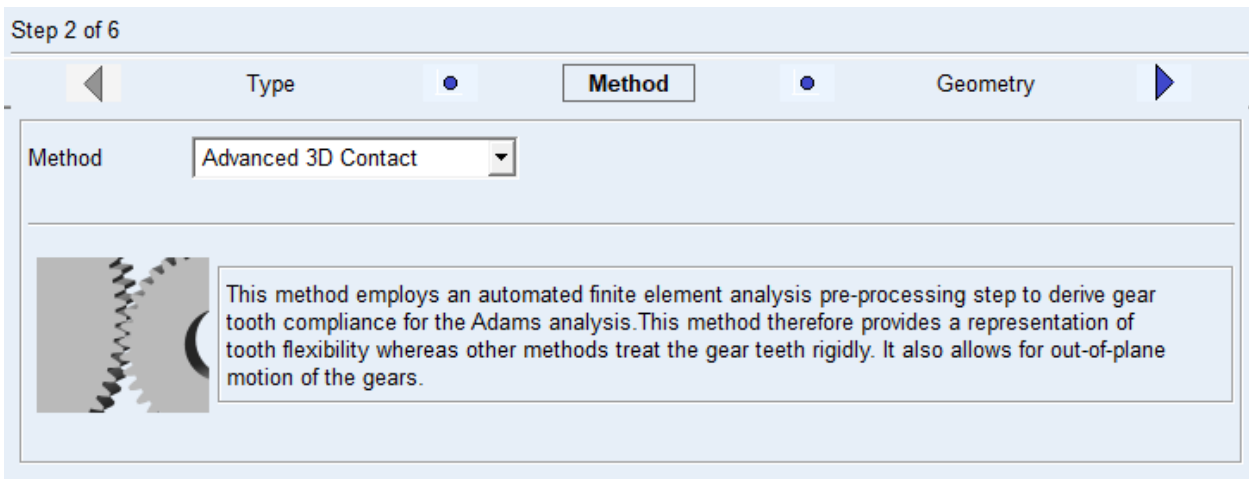 Step 2 of 6
Type Method Geometry
Method Advanced 3D Contact
This method employs an automated finite element analysis pre-processing step to derive gear
tooth compliance for the Adams analysis.This method therefore provides a representation of
tooth flexibility whereas other methods treat the gear teeth rigidly. It also allows for out-of-plane
motion of the gears.